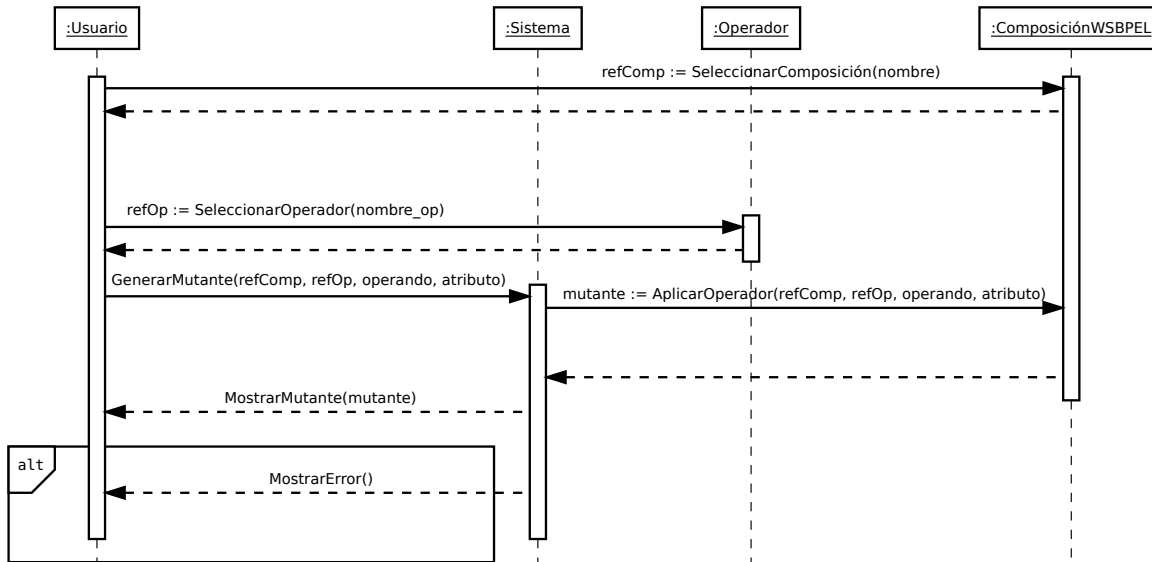 :Usuario
:Sistema
:Operador
:ComposiciónWSBPEL
refComp := SeleccionarComposición(nombre)
refOp := SeleccionarOperador(nombre_op)
GenerarMutante(refComp, refOp, operando, atributo)
mutante := AplicarOperador(refComp, refOp, operando, atributo)
MostrarMutante(mutante)
alt
MostrarError()